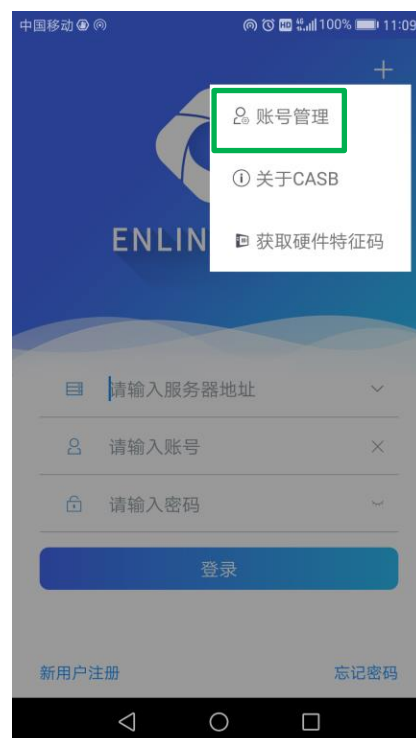 中国移动 HD 46 100% 11:09
+
账号管理
关于CASB
ENLIN
获取硬件特征码
请输入服务器地址
请输入账号
请输入密码
登录
新用户注册 忘记密码